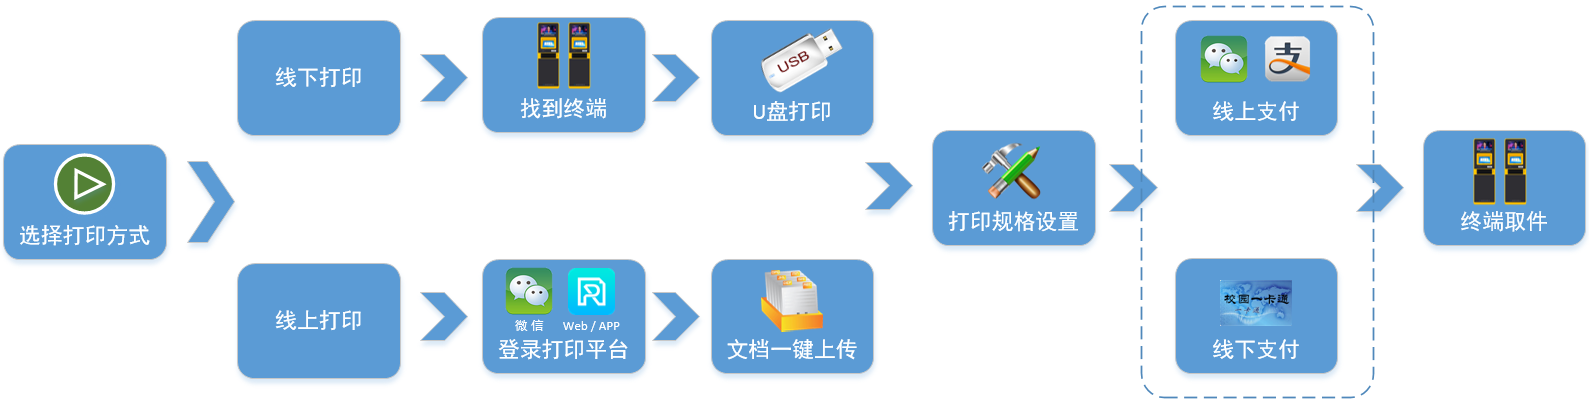 选择打印方式
线下打印
找到终端
USB
U盘打印
线上打印
微信
Web / APP
登录打印平台
文档一键上传
打印规格设置
支
线上支付
校园一卡通
线下支付
终端取件